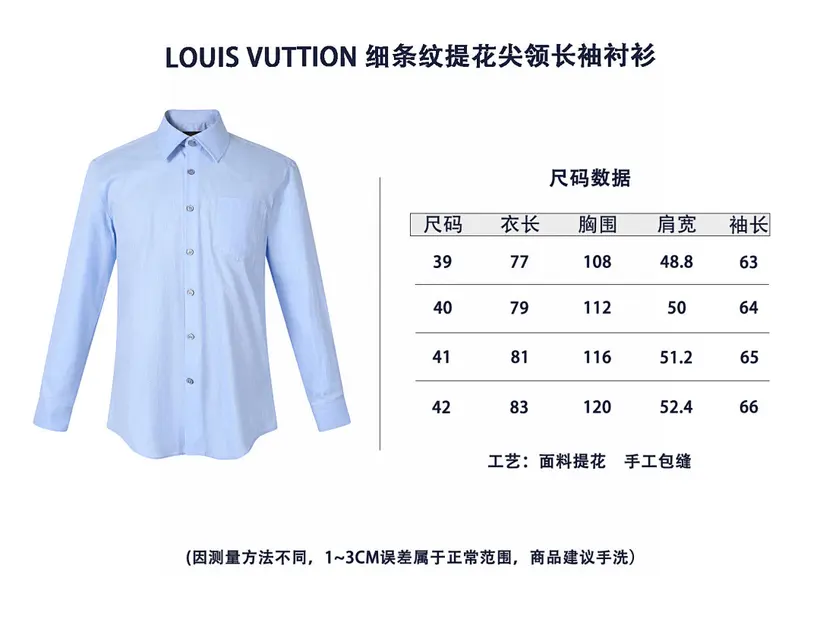 LOUIS VUTTION 细条纹提花尖领长袖衬衫
尺码数据
尺码 衣长 胸围 肩宽 袖长
39 77 108 48.8 63
40 79 112 50 64
41 81 116 51.2 65
42 83 120 52.4 66
工艺：面料提花 手工包缝
(因测量方法不同，1~3CM误差属于正常范围，商品建议手洗)